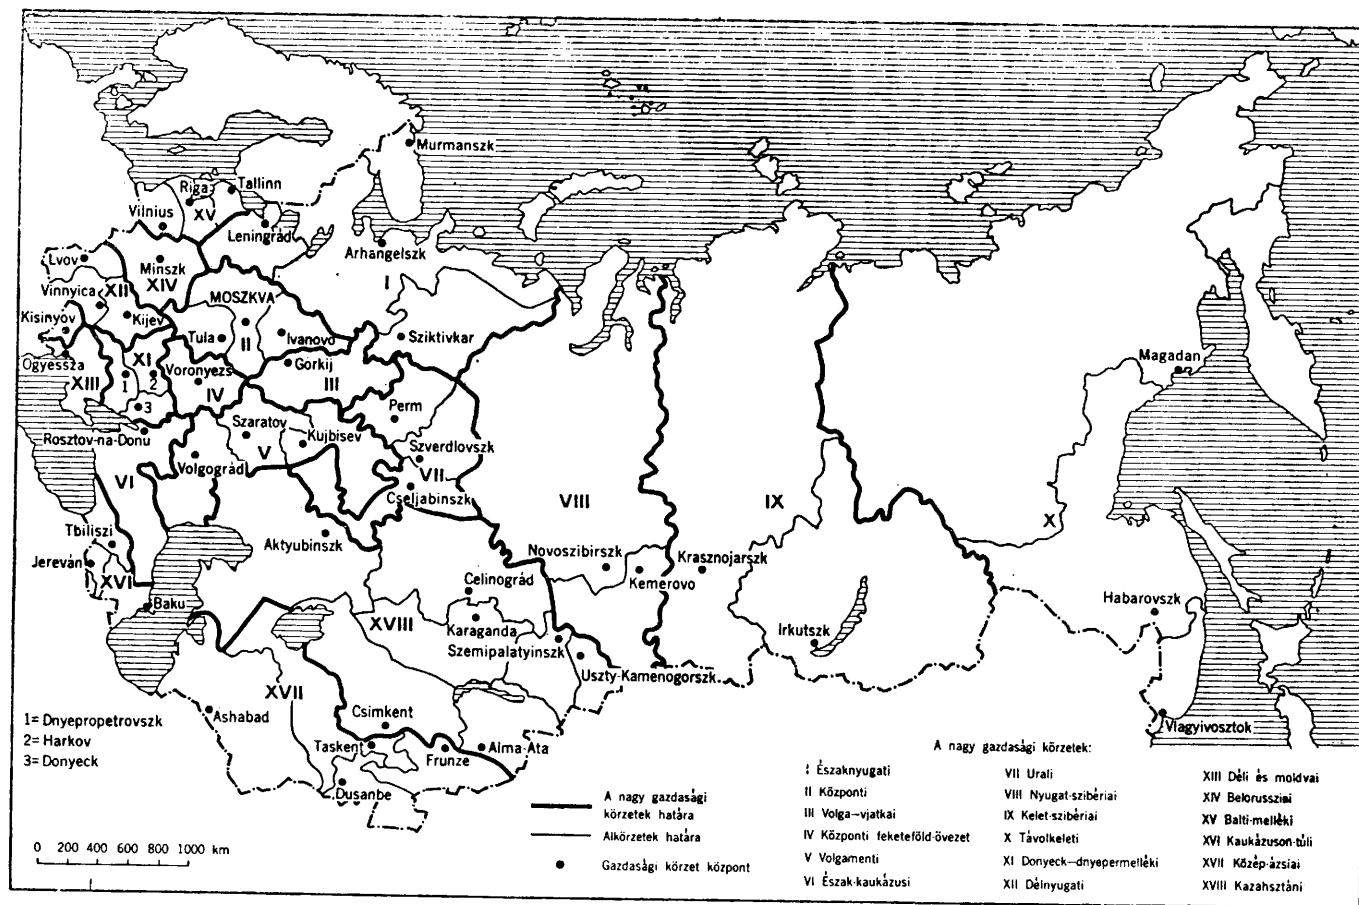 Murmanszk
Tallinn
Riga
XV
Vilnius
Leningrád
Arhangelszk
Lvov
Minszk
XIV
I
XII
Vinnyica
MOSZKVA
Kisinyov
Kijev
Tula
II
Ivanovo
Sziktivkar
Ogyessza
XI
Gorkij
Magadan
XIII
1
2
Voronyezs
III
IV
3
Perm
Szaratov
Rosztov-na-Donu
Kujbisev
Szverdlovszk
V
Volgográd
VI
VII
Cseljabinszk
VIII
IX
X
Tbiliszi
Aktyubinszk
Novoszibirszk
Krasznojarszk
Jereván
XVI
Kemerovo
Celinográd
Baku
Habarovszk
XVIII
Karaganda
Irkutszk
Szemipalatyinszk
Uszty-Kamenogorszk
XVII
Ashabad
Csimkent
Vlagyivosztok
Taskent
Frunze
Alma-Ata
Dusanbe
1= Dnyepropetrovszk
2= Harkov
3= Donyeck
0 200 400 600 800 1000 km
A nagy gazdasági
körzetek határa
Alkörzetek határa
Gazdasági körzet központ
A nagy gazdasági körzetek:
I Északnyugati
II Központi
III Volga–vjatkai
IV Központi feketeföld-övezet
V Volgamenti
VI Észak-kaukázusi
VII Urali
VIII Nyugat-szibériai
IX Kelet-szibériai
X Távolkeleti
XI Donyeck–dnyepermelléki
XII Délnyugati
XIII Déli és moldvai
XIV Belorussziai
XV Balti-melléki
XVI Kaukázuson-túli
XVII Közép-ázsiai
XVIII Kazahsztáni